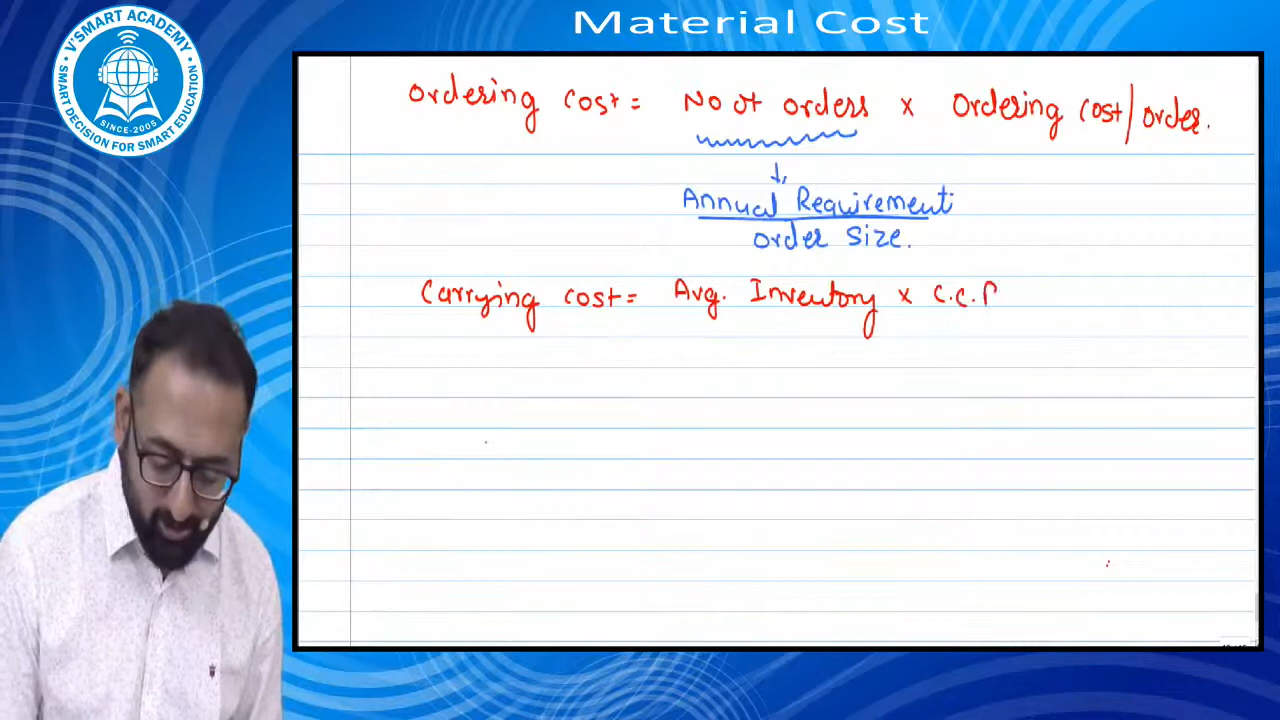 Material Cost
V'SMART ACADEMY
SMART DECISION FOR SMART EDUCATION
SINCE-2005
Ordering cost = No of orders x Ordering cost/order.
Annual Requirement
Order Size.
Carrying cost = Avg. Inventory x C.C.P